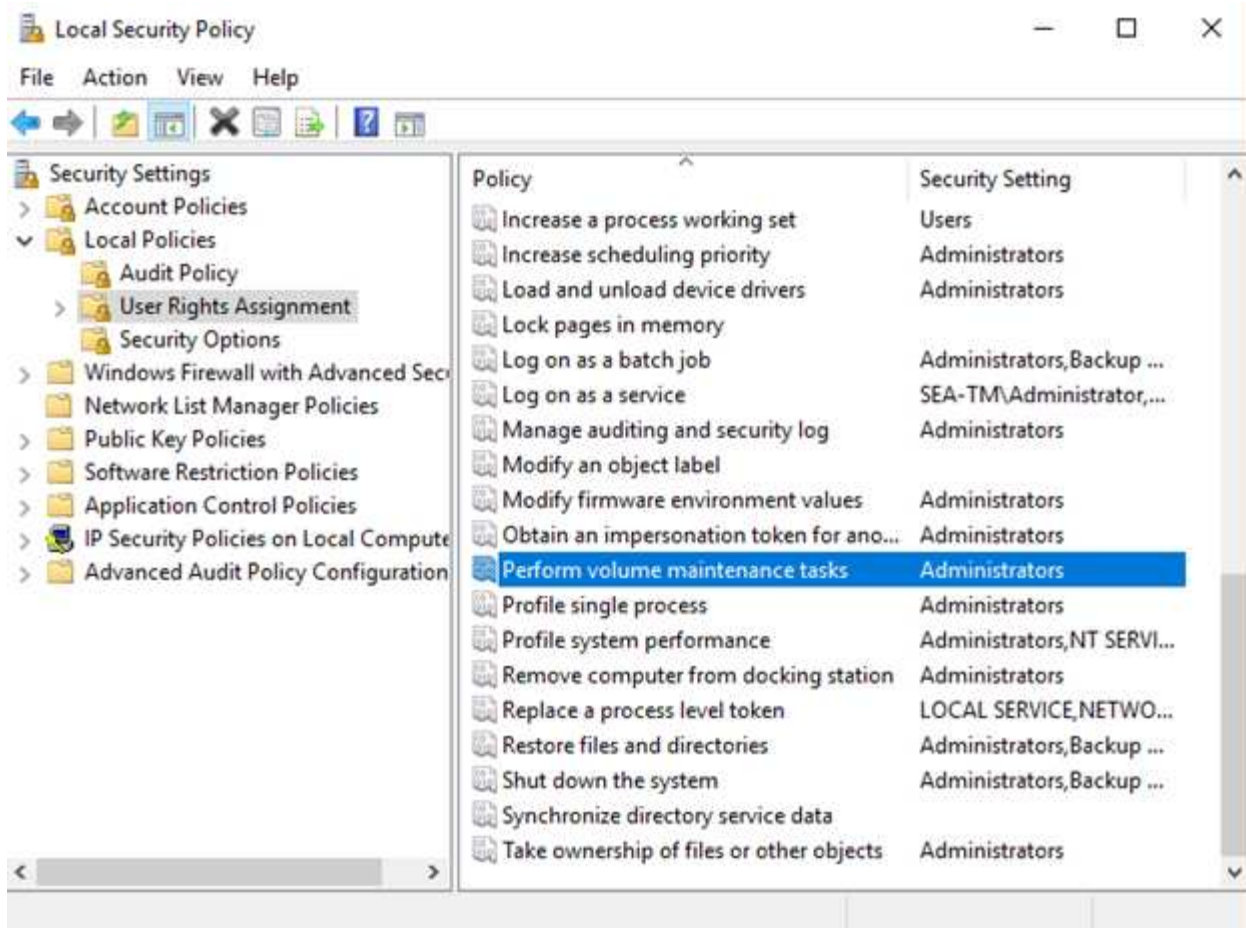 Local Security Policy
File Action View Help
Security Settings
Account Policies
Local Policies
Audit Policy
User Rights Assignment
Security Options
Windows Firewall with Advanced Secu
Network List Manager Policies
Public Key Policies
Software Restriction Policies
Application Control Policies
IP Security Policies on Local Compute
Advanced Audit Policy Configuration
Policy Security Setting
Increase a process working set Users
Increase scheduling priority Administrators
Load and unload device drivers Administrators
Lock pages in memory
Log on as a batch job Administrators,Backup ...
Log on as a service SEA-TM\Administrator,...
Manage auditing and security log Administrators
Modify an object label
Modify firmware environment values Administrators
Obtain an impersonation token for ano... Administrators
Perform volume maintenance tasks Administrators
Profile single process Administrators
Profile system performance Administrators,NT SERVI...
Remove computer from docking station Administrators
Replace a process level token LOCAL SERVICE,NETWO...
Restore files and directories Administrators,Backup ...
Shut down the system Administrators,Backup ...
Synchronize directory service data
Take ownership of files or other objects Administrators